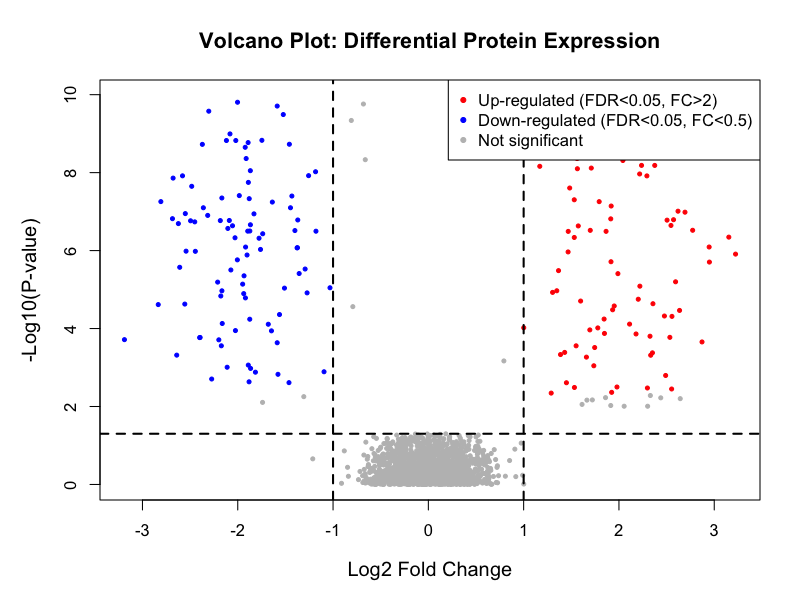 Volcano Plot: Differential Protein Expression
Up-regulated (FDR<0.05, FC>2)
Down-regulated (FDR<0.05, FC<0.5)
Not significant
-Log10(P-value)
10
8
6
4
2
0
-3 -2 -1 0 1 2 3
Log2 Fold Change